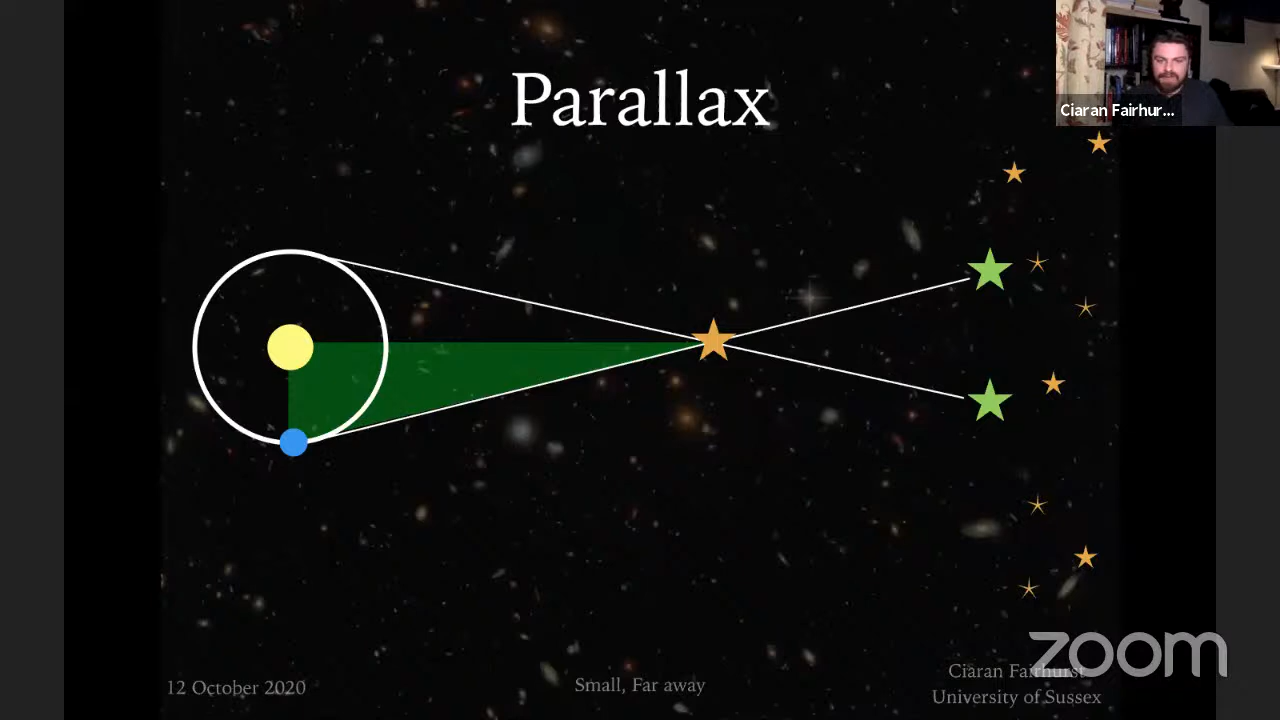 Parallax
Ciaran Fairhur...
12 October 2020
Small, Far away
Ciaran Fairhurst
University of Sussex
zoom